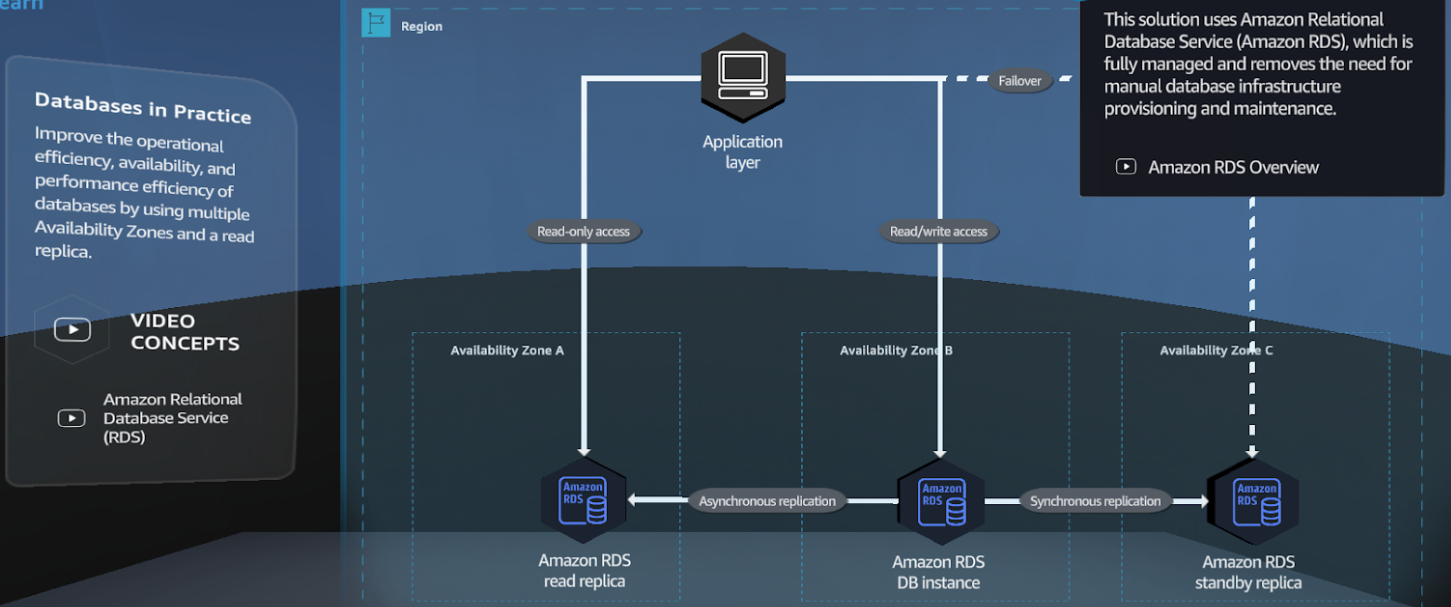 earn
Databases in Practice
Improve the operational
efficiency, availability, and
performance efficiency of
databases by using multiple
Availability Zones and a read
replica.
VIDEO
CONCEPTS
Amazon Relational
Database Service
(RDS)
Region
Application
layer
Failover
This solution uses Amazon Relational
Database Service (Amazon RDS), which is
fully managed and removes the need for
manual database infrastructure
provisioning and maintenance.
Amazon RDS Overview
Read-only access
Read/write access
Availability Zone A
Availability Zone B
Availability Zone C
Amazon
RDS
Asynchronous replication
Amazon
RDS
Synchronous replication
Amazon
RDS
Amazon RDS
read replica
Amazon RDS
DB instance
Amazon RDS
standby replica